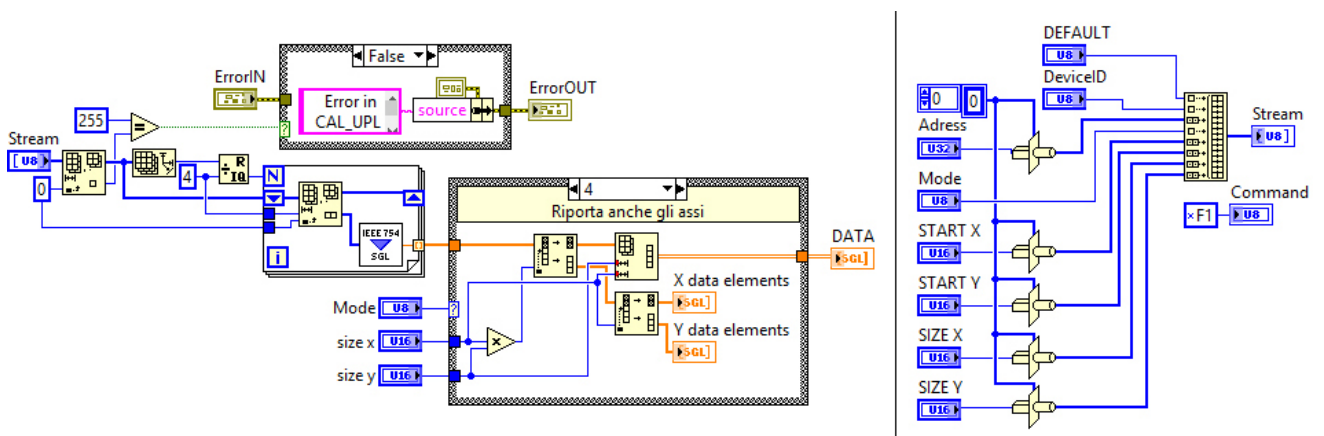 False
ErrorIN
Error in
CAL_UPL
source
ErrorOUT
255
=
?
Stream
[U8
0
4
R
IQ
N
i
IEEE 754
SGL
4
Riporta anche gli assi
DATA
SGL]
X data elements
SGL]
Y data elements
SGL]
Mode
U8
?
size x
U16
×
size y
U16
DEFAULT
U8
DeviceID
U8
0
0
Adress
U32
Mode
U8
START X
U16
START Y
U16
SIZE X
U16
SIZE Y
U16
Stream
U8]
Command
×F1
U8